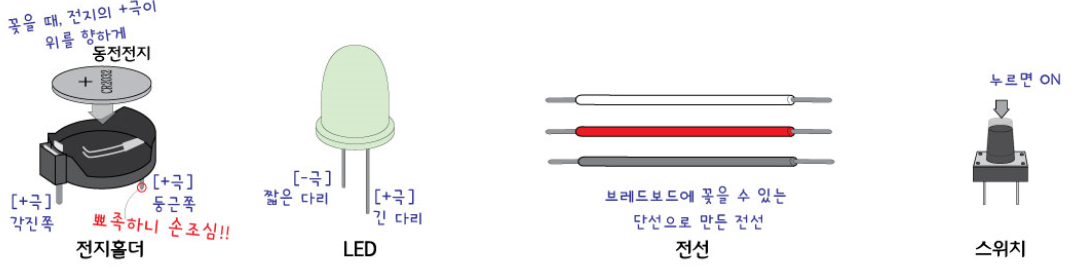 꽂을 때, 전지의 +극이
위를 향하게
동전전지
+
CR2032
[+극]
각진쪽
[+극]
둥근쪽
뾰족하니 손조심!!
전지홀더
[-극]
짧은 다리
[+극]
긴 다리
LED
브레드보드에 꽂을 수 있는
단선으로 만든 전선
전선
누르면 ON
스위치